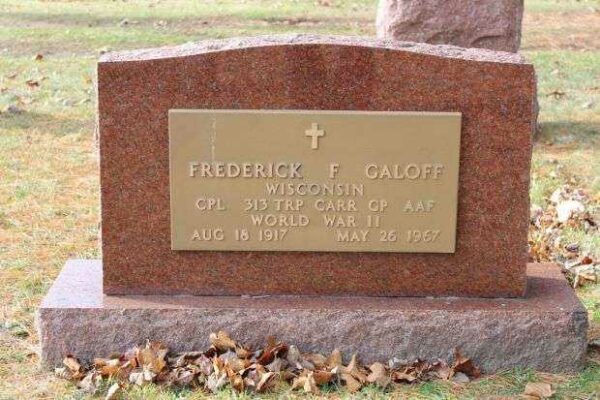 FREDERICK F GALOFF
WISCONSIN
CPL 313 TRP CARR GP AAF
WORLD WAR II
AUG 18 1917 MAY 26 1967